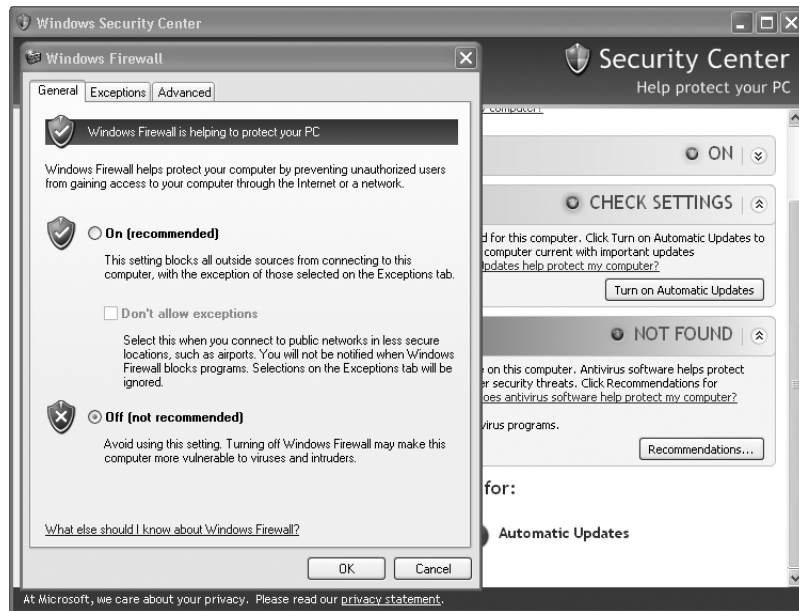 Windows Security Center
Windows Firewall
General Exceptions Advanced
Windows Firewall is helping to protect your PC
Windows Firewall helps protect your computer by preventing unauthorized users
from gaining access to your computer through the Internet or a network.
On (recommended)
This setting blocks all outside sources from connecting to this
computer, with the exception of those selected on the Exceptions tab.
Don't allow exceptions
Select this when you connect to public networks in less secure
locations, such as airports. You will not be notified when Windows
Firewall blocks programs. Selections on the Exceptions tab will be
ignored.
Off (not recommended)
Avoid using this setting. Turning off Windows Firewall may make this
computer more vulnerable to viruses and intruders.
What else should I know about Windows Firewall?
OK Cancel
Security Center
Help protect your PC
computer?
ON
CHECK SETTINGS
d for this computer. Click Turn on Automatic Updates to
computer current with important updates
Updates help protect my computer?
Turn on Automatic Updates
NOT FOUND
e on this computer. Antivirus software helps protect
er security threats. Click Recommendations for
oes antivirus software help protect my computer?
virus programs.
Recommendations...
for:
Automatic Updates
At Microsoft, we care about your privacy. Please read our privacy statement.